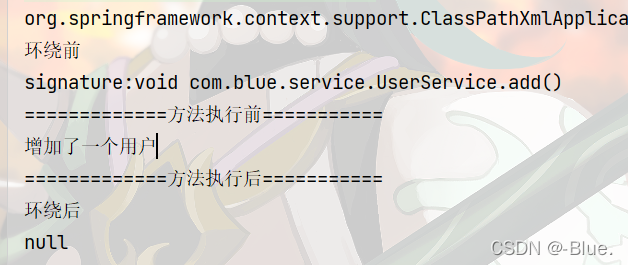 org.springframework.context.support.ClassPathXmlApplica
环绕前
signature:void com.blue.service.UserService.add()
=============方法执行前===========
增加了一个用户
=============方法执行后===========
环绕后
null
CSDN @-Blue.